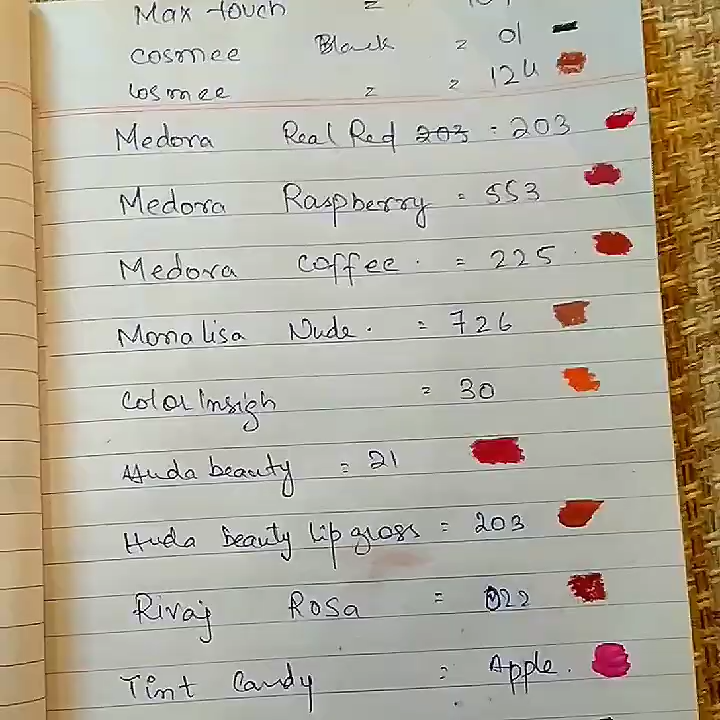 Max touch =
cosmee Black = 01
cosmee = = 124
Medora Real Red 203 = 203
Medora Raspberry = 553
Medora coffee. = 225.
Monalisa Nude. = 726
Color Insigh = 30
Huda beauty = 21
Huda beauty lip gloss = 203
Rivaj Rosa = 022
Tint Candy = Apple.